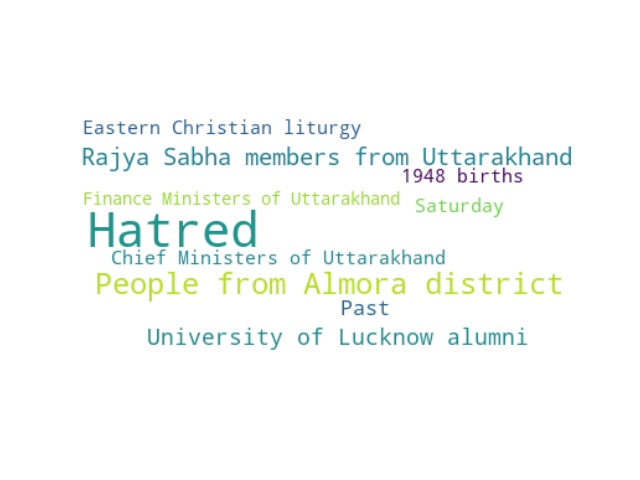 Eastern Christian liturgy
Rajya Sabha members from Uttarakhand
1948 births
Finance Ministers of Uttarakhand
Saturday
Hatred
Chief Ministers of Uttarakhand
People from Almora district
Past
University of Lucknow alumni